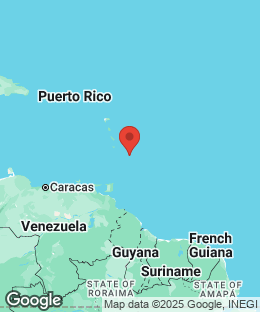 Puerto Rico
Caracas
Venezuela
French
Guiana
Guyana
Suriname
STATE OF
RORAIMA
STATE OF
AMAPÁ
Google
Map data ©2025 Google, INEGI